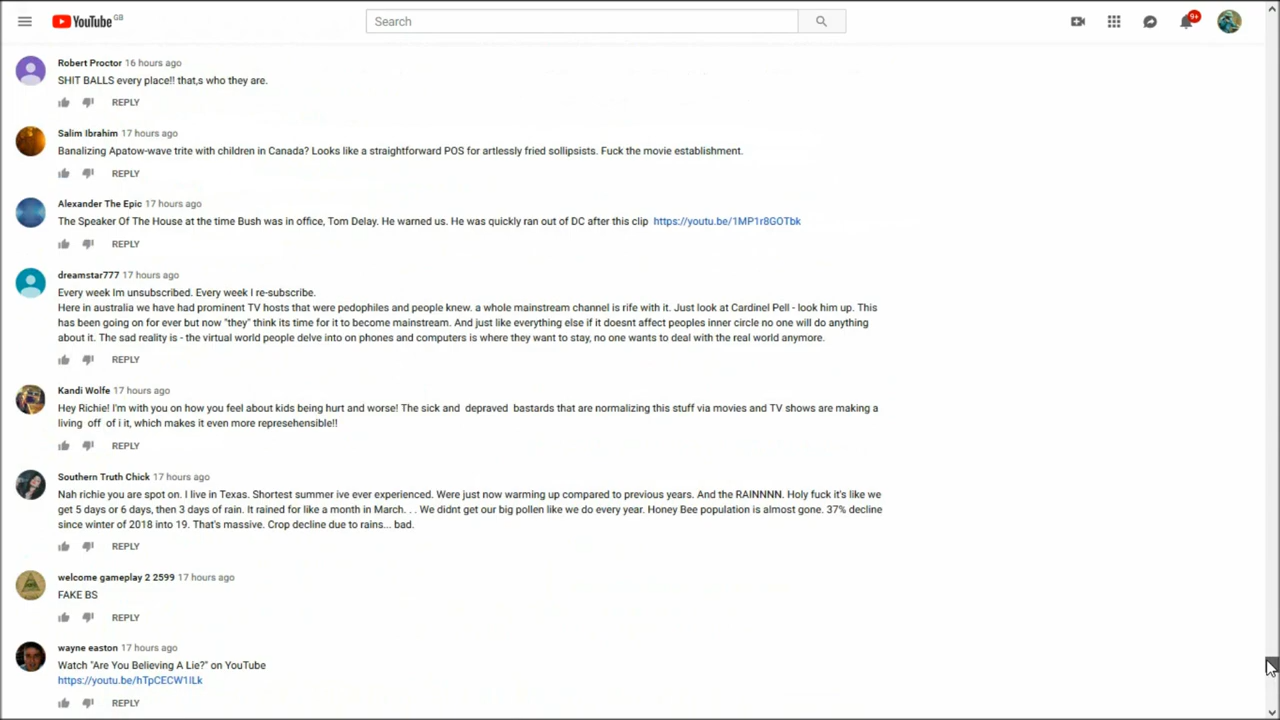 YouTube GB
Search
9+
Robert Proctor 16 hours ago
SHIT BALLS every place!! that,s who they are.
REPLY
Salim Ibrahim 17 hours ago
Banalizing Apatow-wave trite with children in Canada? Looks like a straightforward POS for artlessly fried sollipsists. Fuck the movie establishment.
REPLY
Alexander The Epic 17 hours ago
The Speaker Of The House at the time Bush was in office, Tom Delay. He warned us. He was quickly ran out of DC after this clip https://youtu.be/1MP1r8GOTbk
REPLY
dreamstar777 17 hours ago
Every week Im unsubscribed. Every week I re-subscribe.
Here in australia we have had prominent TV hosts that were pedophiles and people knew. a whole mainstream channel is rife with it. Just look at Cardinel Pell - look him up. This
has been going on for ever but now "they" think its time for it to become mainstream. And just like everything else if it doesnt affect peoples inner circle no one will do anything
about it. The sad reality is - the virtual world people delve into on phones and computers is where they want to stay, no one wants to deal with the real world anymore.
REPLY
Kandi Wolfe 17 hours ago
Hey Richie! I'm with you on how you feel about kids being hurt and worse! The sick and depraved bastards that are normalizing this stuff via movies and TV shows are making a
living off of i it, which makes it even more represehensible!!
REPLY
Southern Truth Chick 17 hours ago
Nah richie you are spot on. I live in Texas. Shortest summer ive ever experienced. Were just now warming up compared to previous years. And the RAINNNN. Holy fuck it's like we
get 5 days or 6 days, then 3 days of rain. It rained for like a month in March. . . We didnt get our big pollen like we do every year. Honey Bee population is almost gone. 37% decline
since winter of 2018 into 19. That's massive. Crop decline due to rains... bad.
REPLY
welcome gameplay 2 2599 17 hours ago
FAKE BS
REPLY
wayne easton 17 hours ago
Watch "Are You Believing A Lie?" on YouTube
https://youtu.be/hTpCECW1ILk
REPLY